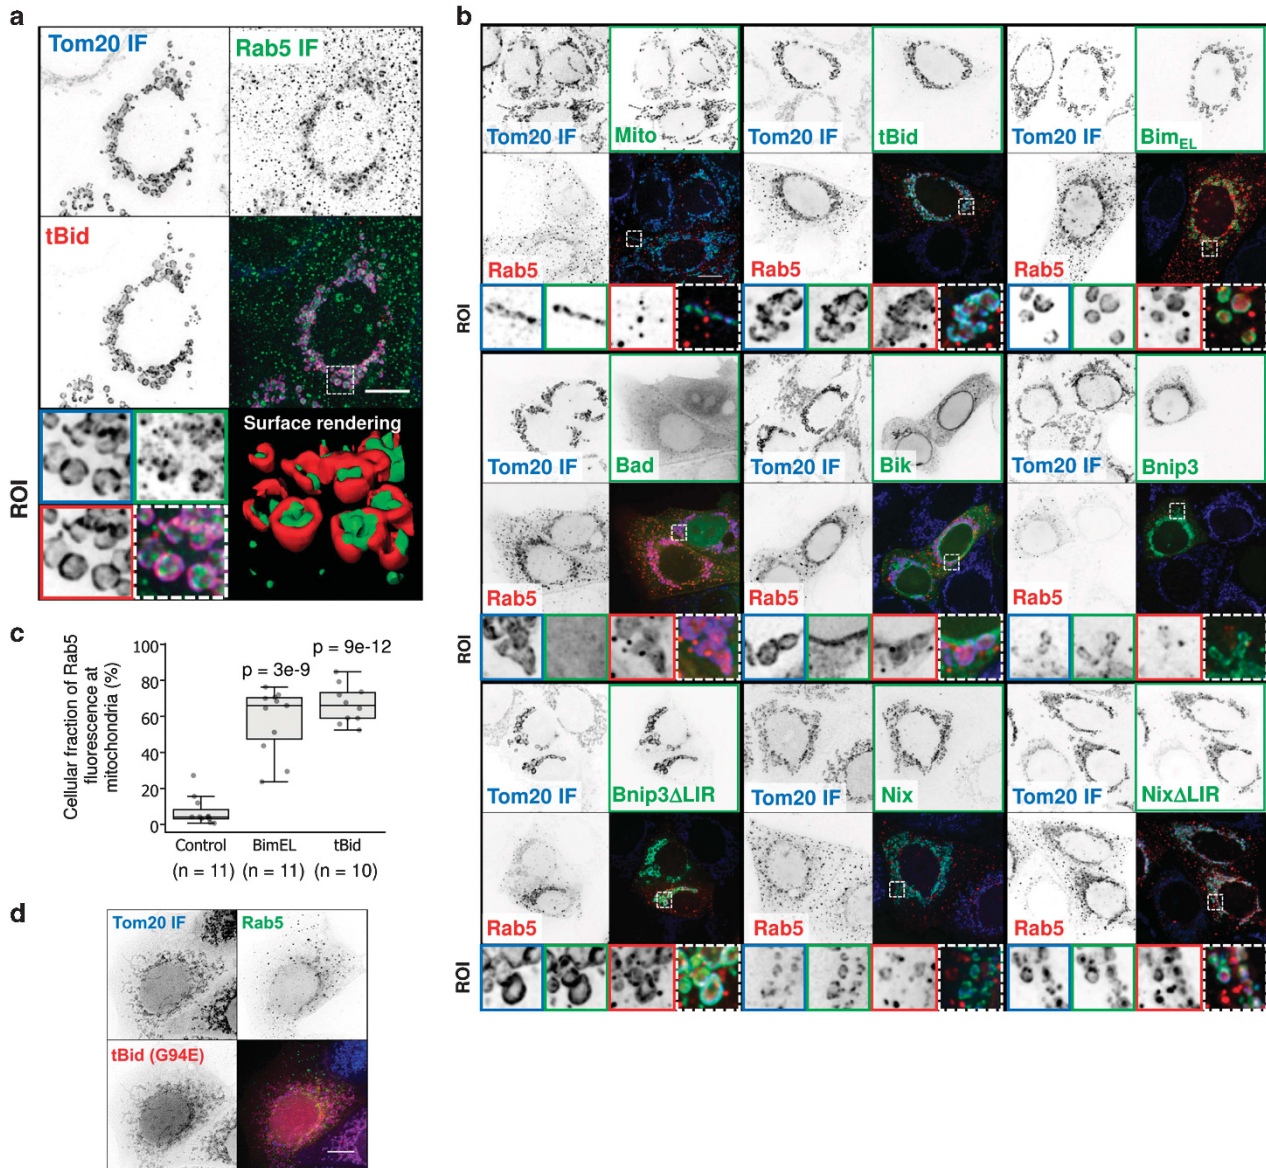 a
Tom20 IF
Rab5 IF
tBid
ROI
Surface rendering
b
Tom20 IF
Mito
Tom20 IF
tBid
Tom20 IF
BimEL
Rab5
Rab5
Rab5
ROI
Tom20 IF
Bad
Tom20 IF
Bik
Tom20 IF
Bnip3
Rab5
Rab5
Rab5
ROI
Tom20 IF
Bnip3ΔLIR
Tom20 IF
Nix
Tom20 IF
NixΔLIR
Rab5
Rab5
Rab5
ROI
c
Cellular fraction of Rab5
fluorescence at
mitochondria (%)
100
80
60
40
20
0
p = 3e-9
p = 9e-12
Control
BimEL
tBid
(n = 11)
(n = 11)
(n = 10)
d
Tom20 IF
Rab5
tBid (G94E)